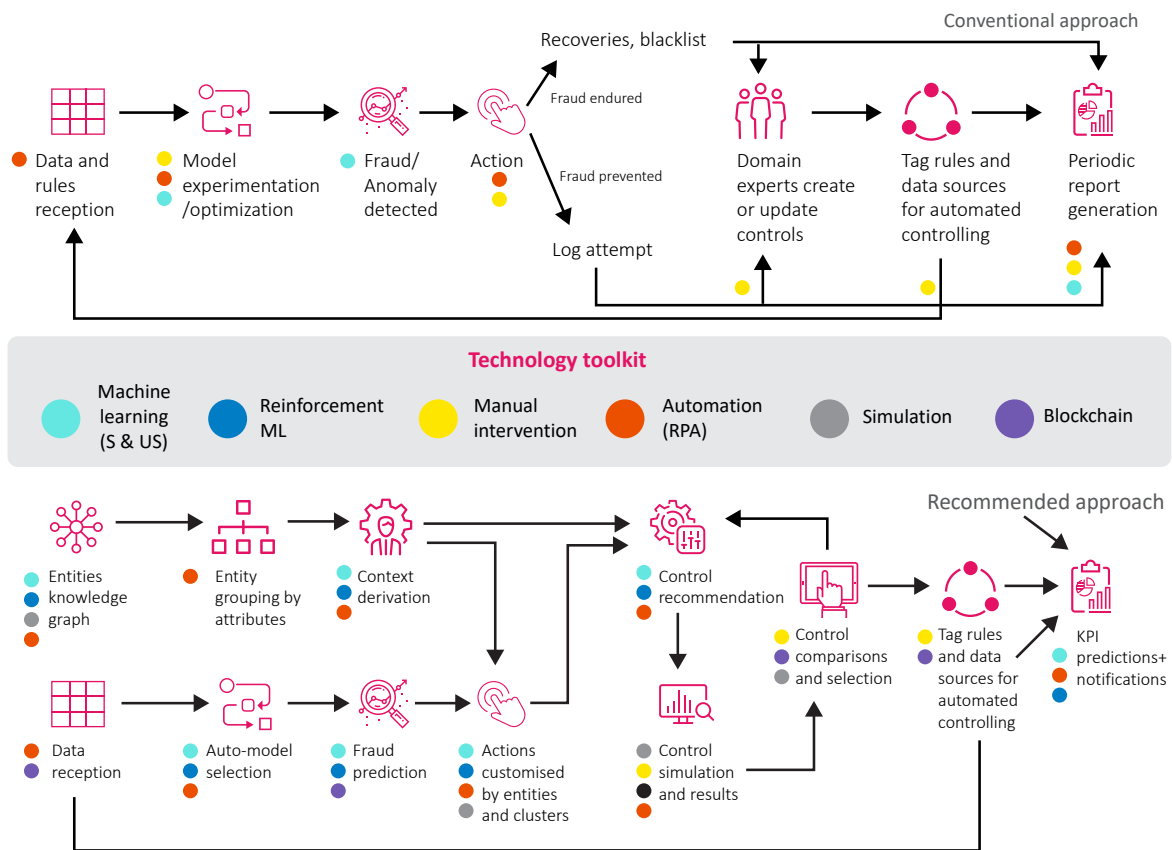 Conventional approach
Recoveries, blacklist
Fraud endured
Fraud prevented
Log attempt
Data and
rules
reception
Model
experimentation
/optimization
Fraud/
Anomaly
detected
Action
Domain
experts create
or update
controls
Tag rules and
data sources
for automated
controlling
Periodic
report
generation
Technology toolkit
Machine
learning
(S & US)
Reinforcement
ML
Manual
intervention
Automation
(RPA)
Simulation
Blockchain
Recommended approach
Entities
knowledge
graph
Entity
grouping by
attributes
Context
derivation
Control
recommendation
Control
comparisons
and selection
Tag rules
and data
sources for
automated
controlling
KPI
predictions+
notifications
Data
reception
Auto-model
selection
Fraud
prediction
Actions
customised
by entities
and clusters
Control
simulation
and results